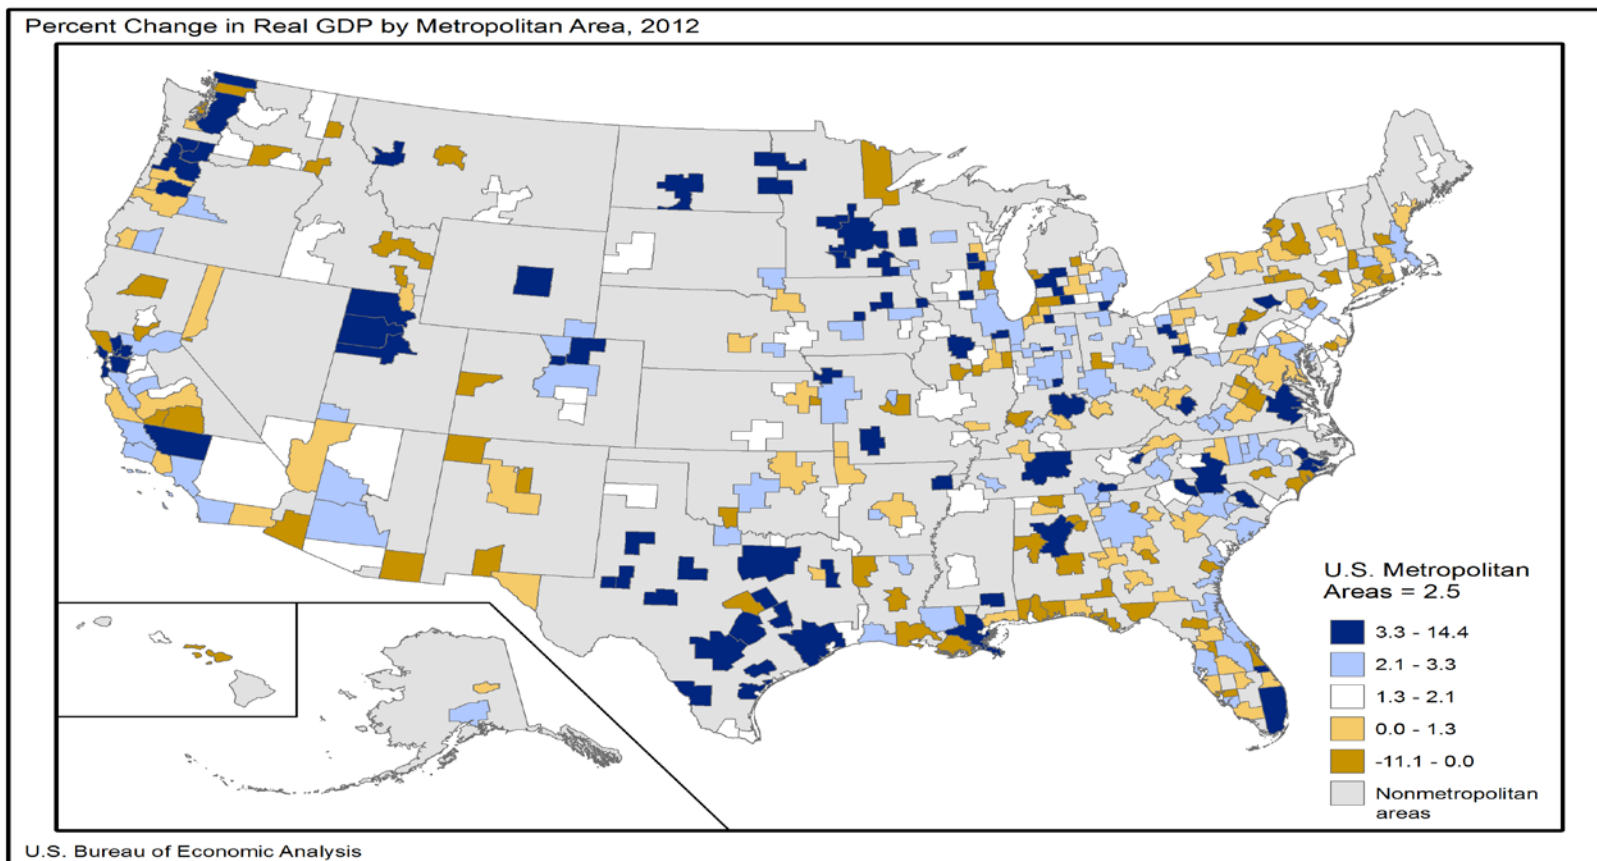 Percent Change in Real GDP by Metropolitan Area, 2012
U.S. Metropolitan
Areas = 2.5
3.3 - 14.4
2.1 - 3.3
1.3 - 2.1
0.0 - 1.3
-11.1 - 0.0
Nonmetropolitan
areas
U.S. Bureau of Economic Analysis